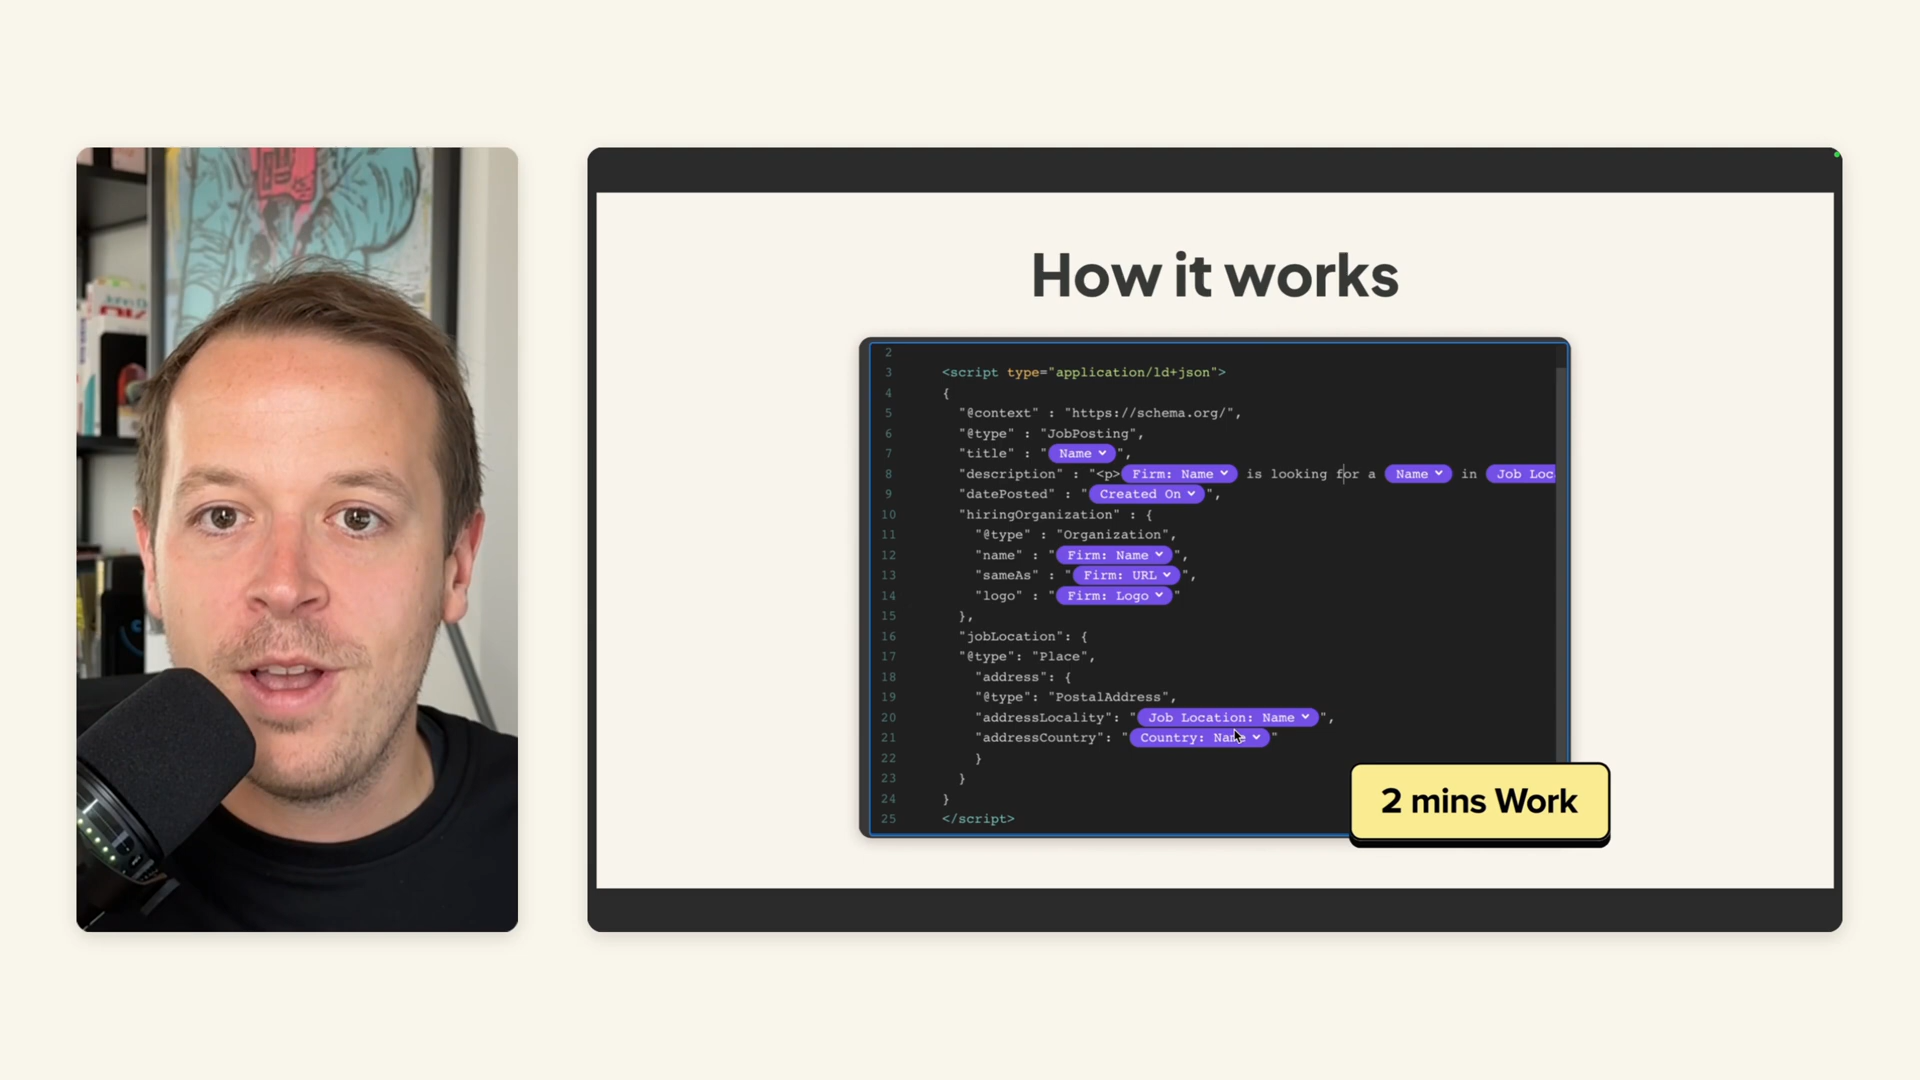 How it works
2
3 <script type="application/ld+json">
4 {
5 "@context" : "https://schema.org/",
6 "@type" : "JobPosting",
7 "title" : "Name",
8 "description" : "<p>Firm: Name is looking for a Name in Job Loc
9 "datePosted" : "Created On",
10 "hiringOrganization" : {
11 "@type" : "Organization",
12 "name" : "Firm: Name",
13 "sameAs" : "Firm: URL",
14 "logo" : "Firm: Logo"
15 },
16 "jobLocation": {
17 "@type": "Place",
18 "address": {
19 "@type": "PostalAddress",
20 "addressLocality": "Job Location: Name",
21 "addressCountry": "Country: Name"
22 }
23 }
24 }
25 </script>
2 mins Work